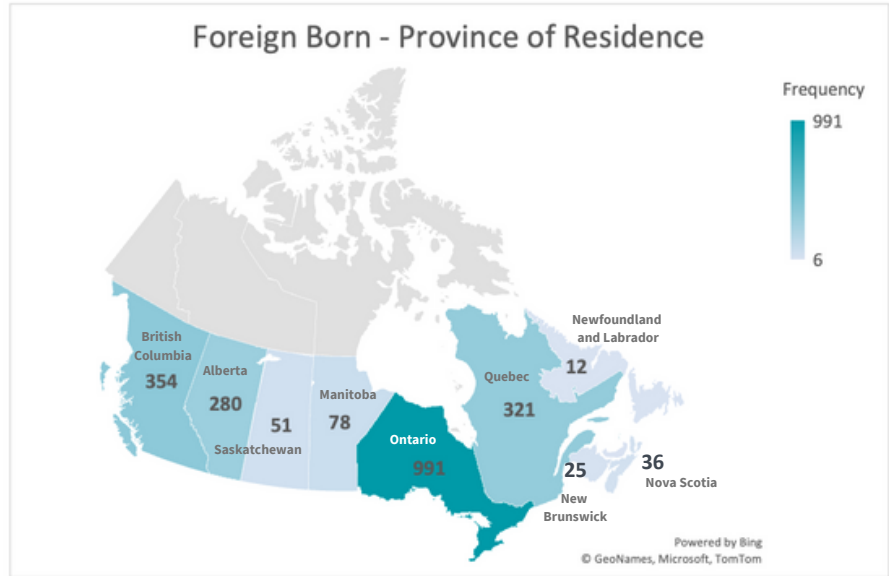 Foreign Born - Province of Residence
Frequency
991
6
British
Columbia
354
Alberta
280
51
Saskatchewan
Manitoba
78
Ontario
991
Quebec
321
Newfoundland
and Labrador
12
25
New
Brunswick
36
Nova Scotia
Powered by Bing
© GeoNames, Microsoft, TomTom